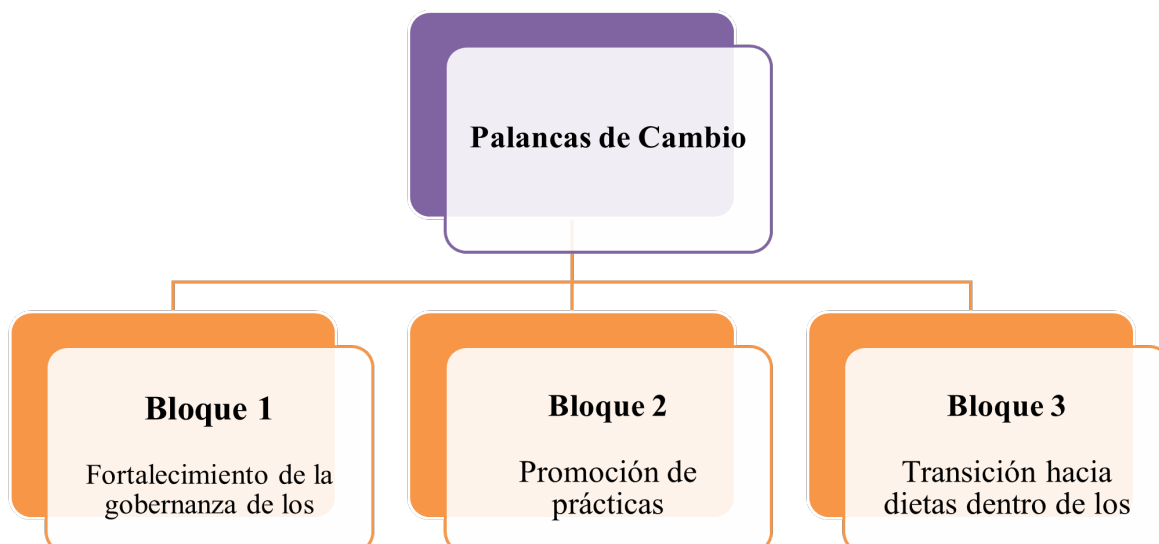 Palancas de Cambio
Bloque 1
Fortalecimiento de la
gobernanza de los
Bloque 2
Promoción de
prácticas
Bloque 3
Transición hacia
dietas dentro de los